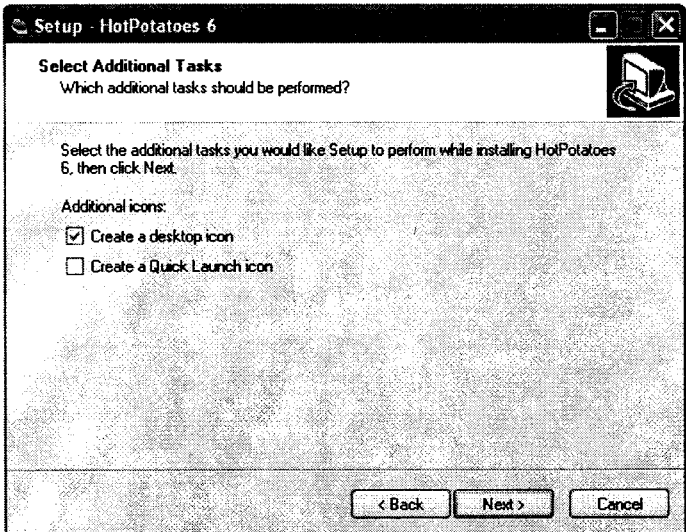 Setup - HotPotatoes 6
Select Additional Tasks
Which additional tasks should be performed?
Select the additional tasks you would like Setup to perform while installing HotPotatoes
6, then click Next.
Additional icons:
Create a desktop icon
Create a Quick Launch icon
< Back Next > Cancel